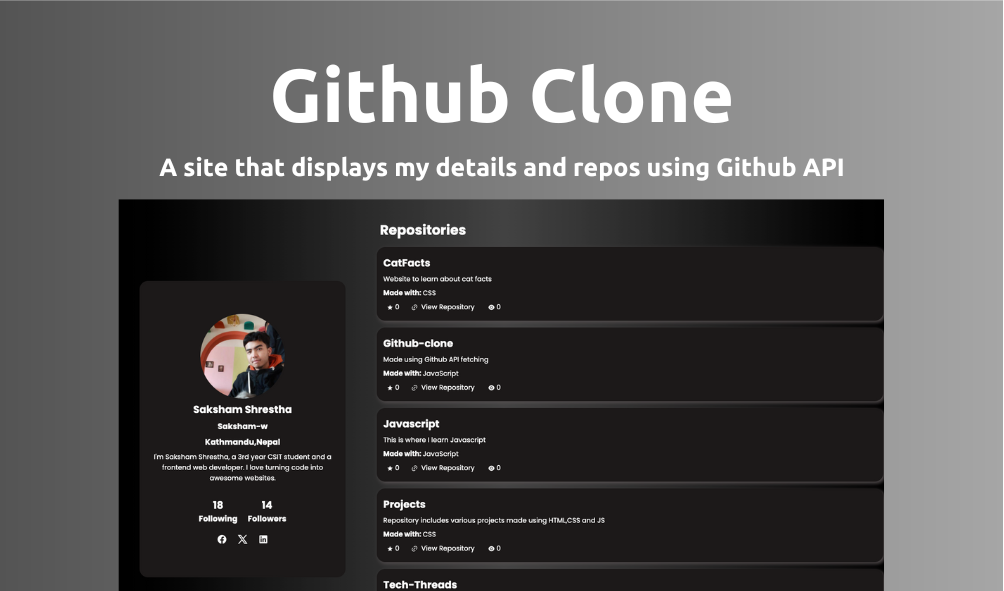 Github Clone
A site that displays my details and repos using Github API
Repositories
CatFacts
Website to learn about cat facts
Made with: CSS
0 View Repository 0
Github-clone
Made using Github API fetching
Made with: JavaScript
0 View Repository 0
Javascript
This is where I learn Javascript
Made with: JavaScript
0 View Repository 0
Projects
Repository includes various projects made using HTML,CSS and JS
Made with: CSS
0 View Repository 0
Tech-Threads
Saksham Shrestha
Saksham-w
Kathmandu,Nepal
I'm Saksham Shrestha, a 3rd year CSIT student and a
frontend web developer. I love turning code into
awesome websites.
18 14
Following Followers